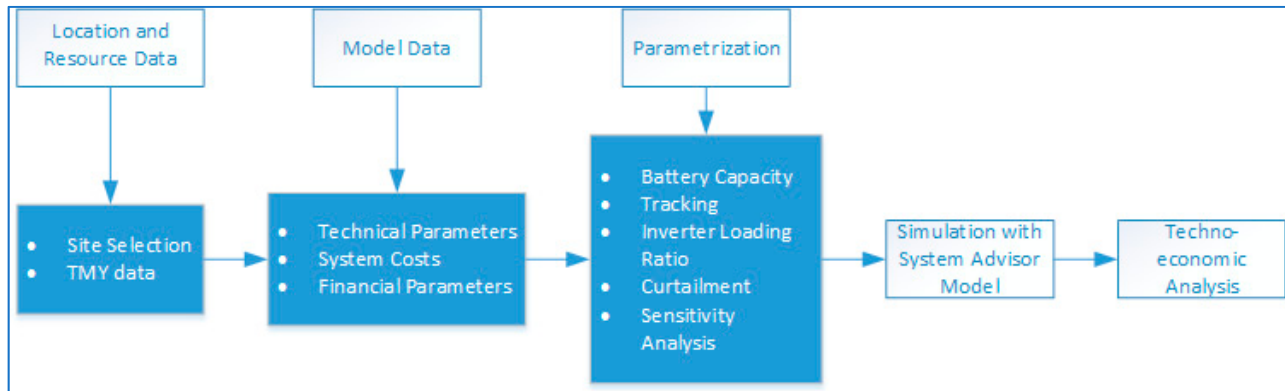 Location and
Resource Data
Model Data
Parametrization
• Site Selection
• TMY data
• Technical Parameters
• System Costs
• Financial Parameters
• Battery Capacity
• Tracking
• Inverter Loading
Ratio
• Curtailment
• Sensitivity
Analysis
Simulation with
System Advisor
Model
Techno-
economic
Analysis